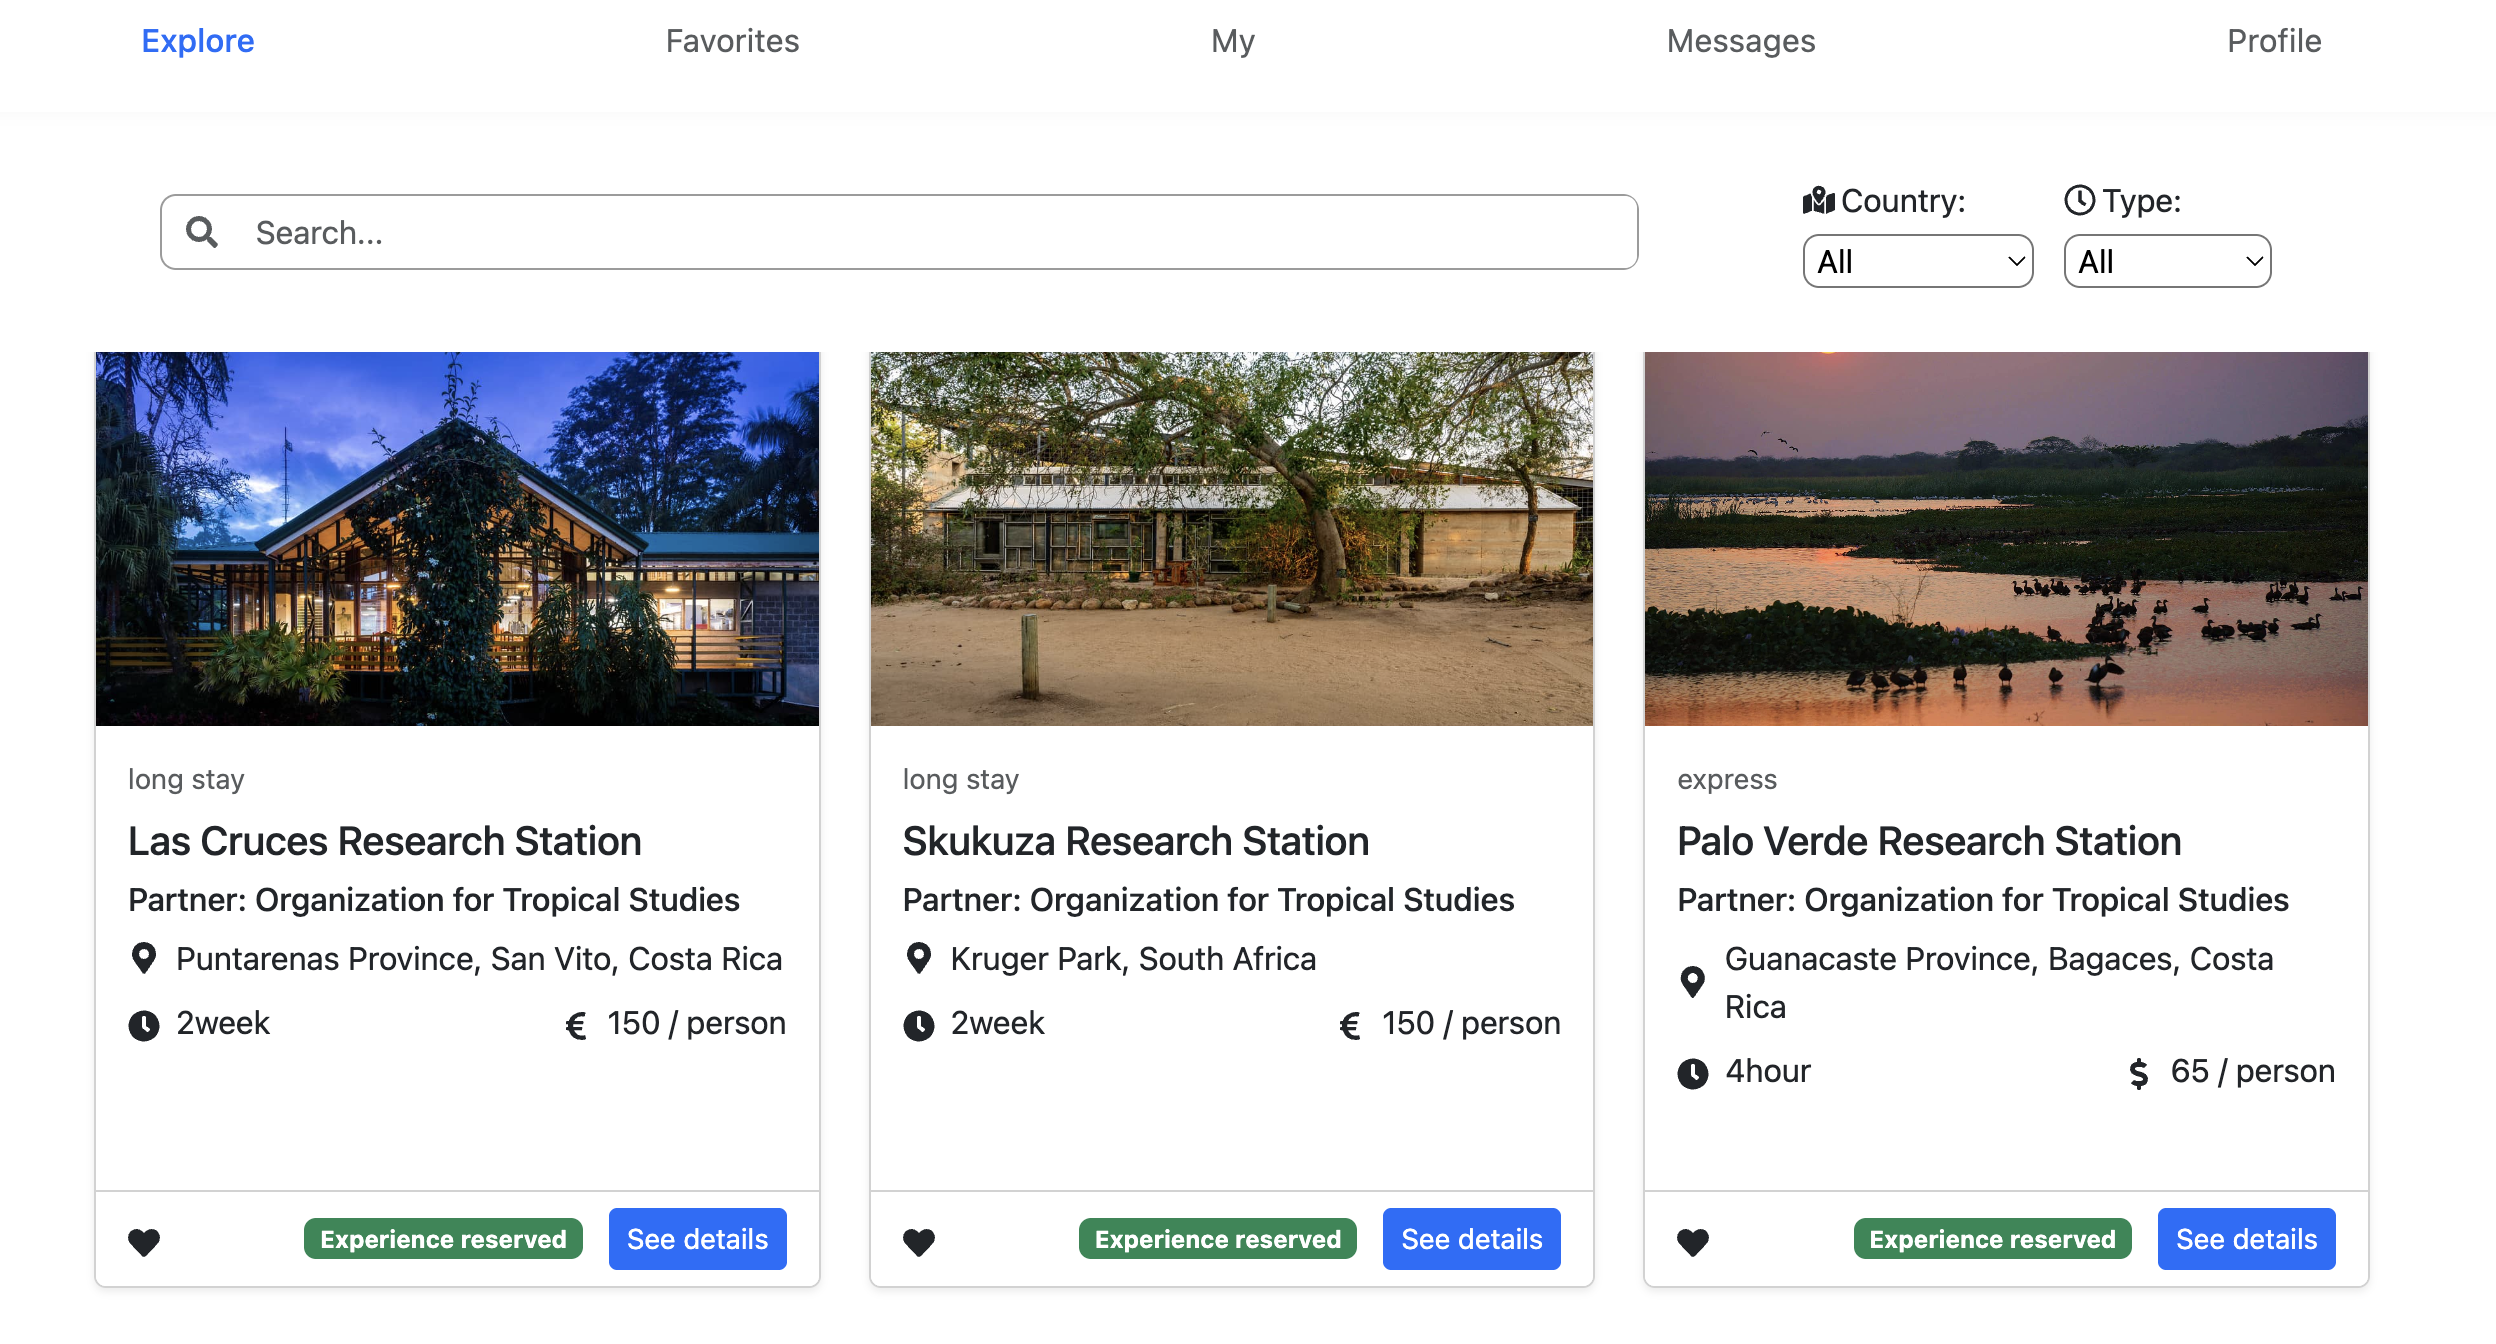 Explore
Favorites
My
Messages
Profile
Search...
Country:
All
Type:
All
long stay
Las Cruces Research Station
Partner: Organization for Tropical Studies
Puntarenas Province, San Vito, Costa Rica
2week
€ 150 / person
Experience reserved
See details
long stay
Skukuza Research Station
Partner: Organization for Tropical Studies
Kruger Park, South Africa
2week
€ 150 / person
Experience reserved
See details
express
Palo Verde Research Station
Partner: Organization for Tropical Studies
Guanacaste Province, Bagaces, Costa
Rica
4hour
$ 65 / person
Experience reserved
See details